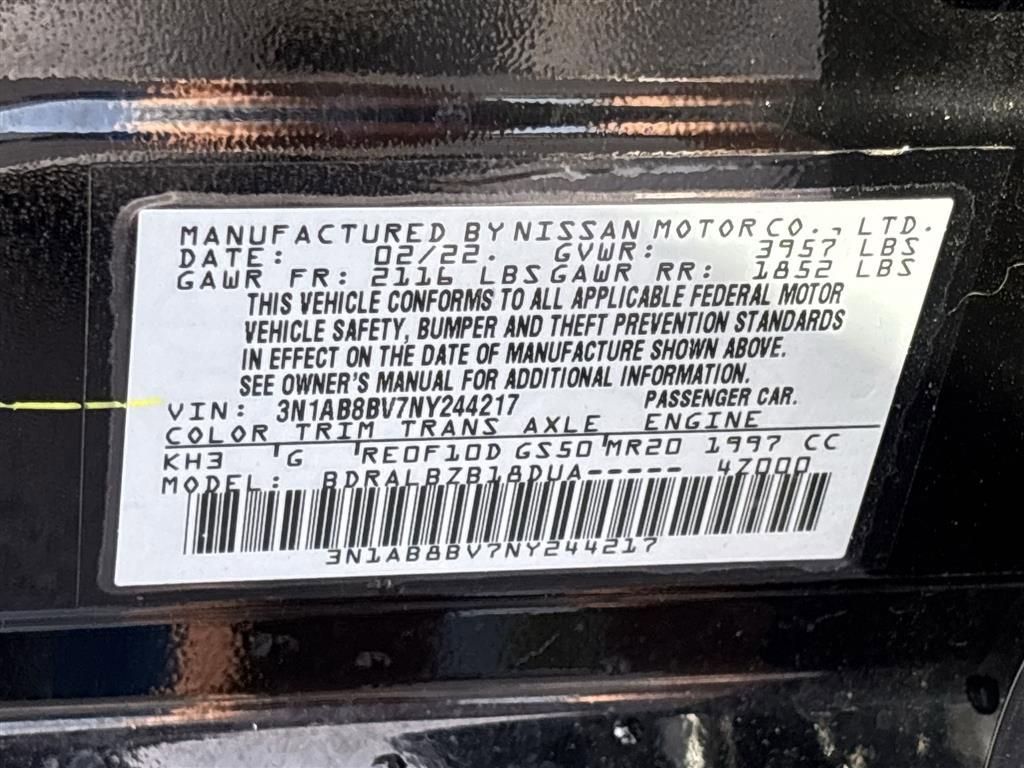 MANUFACTURED BY NISSAN MOTOR CO., LTD.
DATE: 02/22. GVWR: 3957 LBS
GAWR FR: 2116 LBS GAWR RR: 1852 LBS
THIS VEHICLE CONFORMS TO ALL APPLICABLE FEDERAL MOTOR
VEHICLE SAFETY, BUMPER AND THEFT PREVENTION STANDARDS
IN EFFECT ON THE DATE OF MANUFACTURE SHOWN ABOVE.
SEE OWNER'S MANUAL FOR ADDITIONAL INFORMATION.
VIN: 3N1AB8BV7NY244217 PASSENGER CAR.
COLOR TRIM TRANS AXLE ENGINE
KH3 G RE0F10D GS50 MR20 1997 CC
MODEL: BDRALBZB18DUA----- 47000
3N1AB8BV7NY244217